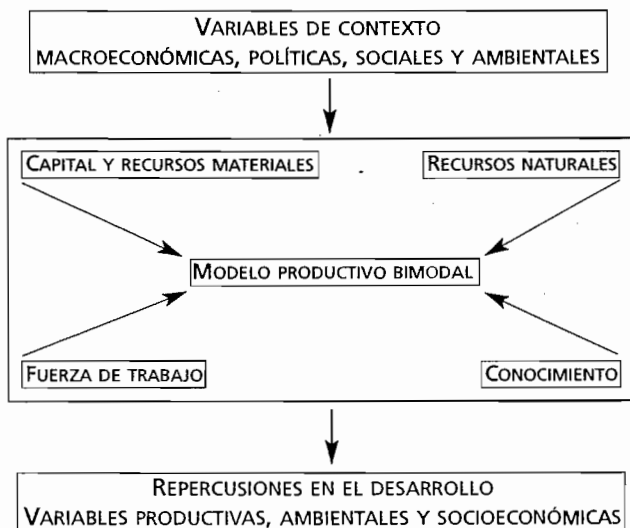 VARIABLES DE CONTEXTO
MACROECONÓMICAS, POLÍTICAS, SOCIALES Y AMBIENTALES
CAPITAL Y RECURSOS MATERIALES
RECURSOS NATURALES
MODELO PRODUCTIVO BIMODAL
FUERZA DE TRABAJO
CONOCIMIENTO
REPERCUSIONES EN EL DESARROLLO
VARIABLES PRODUCTIVAS, AMBIENTALES Y SOCIOECONÓMICAS